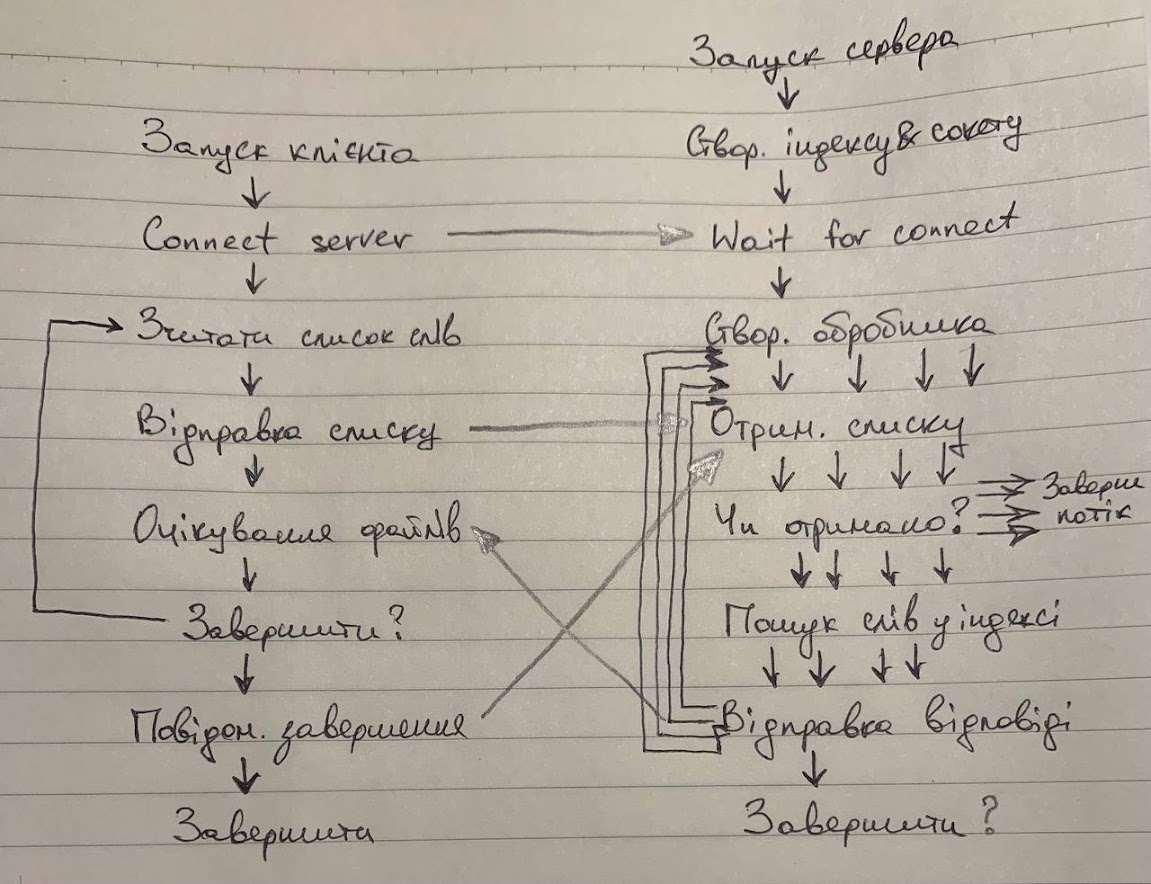 Запуск клієнта
Connect server
Зчитати список слів
Відправка списку
Очікування файлів
Завершити?
Повідом. завершення
Завершити
Запуск сервера
Створ. індексу & сокету
Wait for connect
Створ. обробника
Отрим. списку
Чи отримано?
Заверши
потік
Пошук слів у індексі
Відправка відповіді
Завершити?